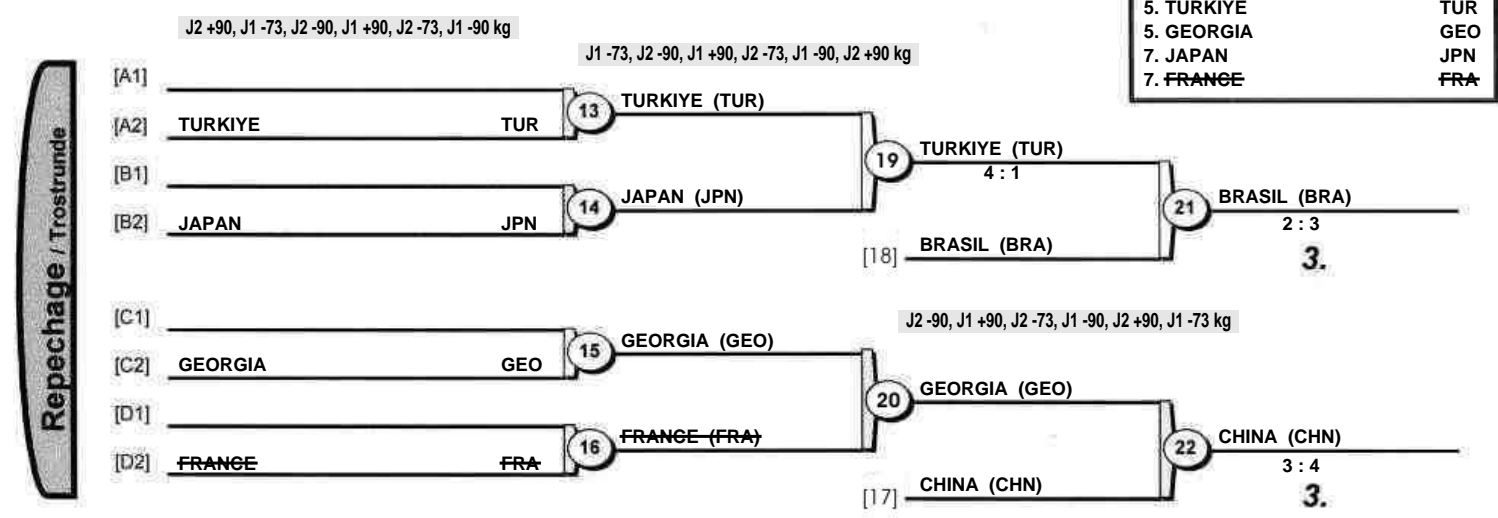 5. TURKIYE TUR
5. GEORGIA GEO
7. JAPAN JPN
7. FRANCE FRA
J2 +90, J1 -73, J2 -90, J1 +90, J2 -73, J1 -90 kg
J1 -73, J2 -90, J1 +90, J2 -73, J1 -90, J2 +90 kg
Repechage / Trostrunde
[A1]
13 TURKIYE (TUR)
[A2] TURKIYE TUR
19 TURKIYE (TUR)
4 : 1
[B1]
14 JAPAN (JPN)
[B2] JAPAN JPN
21 BRASIL (BRA)
2 : 3
3.
[18] BRASIL (BRA)
J2 -90, J1 +90, J2 -73, J1 -90, J2 +90, J1 -73 kg
[C1]
15 GEORGIA (GEO)
[C2] GEORGIA GEO
20 GEORGIA (GEO)
[D1]
16 FRANCE (FRA)
[D2] FRANCE FRA
22 CHINA (CHN)
3 : 4
3.
[17] CHINA (CHN)